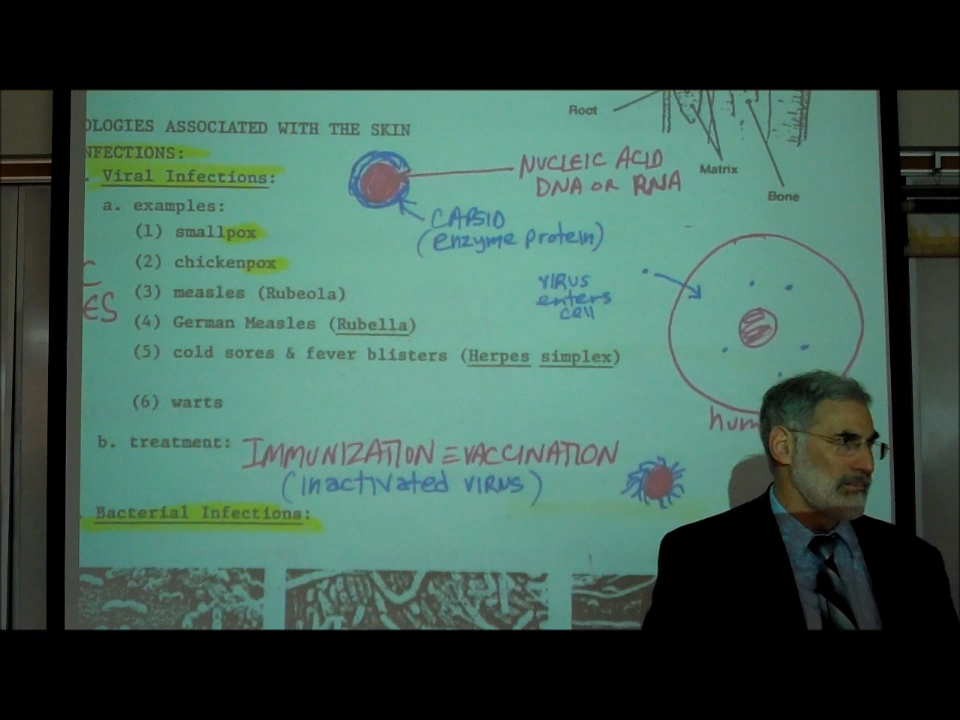 OLOGIES ASSOCIATED WITH THE SKIN
NFECTIONS:
Viral Infections:
a. examples:
(1) smallpox
(2) chickenpox
(3) measles (Rubeola)
(4) German Measles (Rubella)
(5) cold sores & fever blisters (Herpes simplex)
(6) warts
b. treatment: IMMUNIZATION = VACCINATION
(inactivated VIRUS)
Bacterial Infections:
Root
Matrix
Bone
NUCLEIC ACID
DNA OR RNA
CAPSID
(enzyme protein)
VIRUS
enters
cell
hum
C
ES